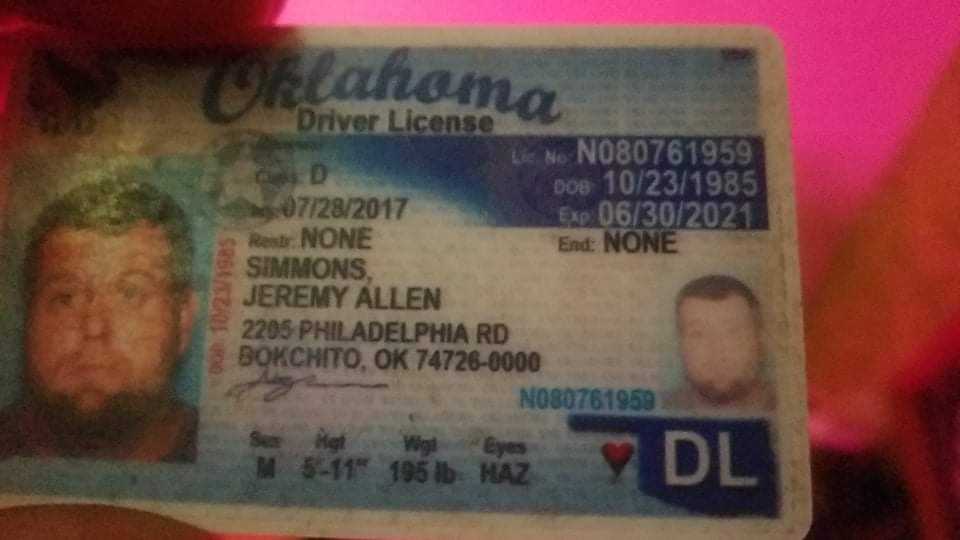 Oklahoma
Driver License
Lic. No. N080761959
Class D
DOB 10/23/1985
07/28/2017
Exp 06/30/2021
Restr: NONE
End: NONE
DOB: 10/23/1985
SIMMONS,
JEREMY ALLEN
2205 PHILADELPHIA RD
BOKCHITO, OK 74726-0000
N080761959
Sex Hgt Wgt Eyes
M 5'-11" 195 lb HAZ
DL